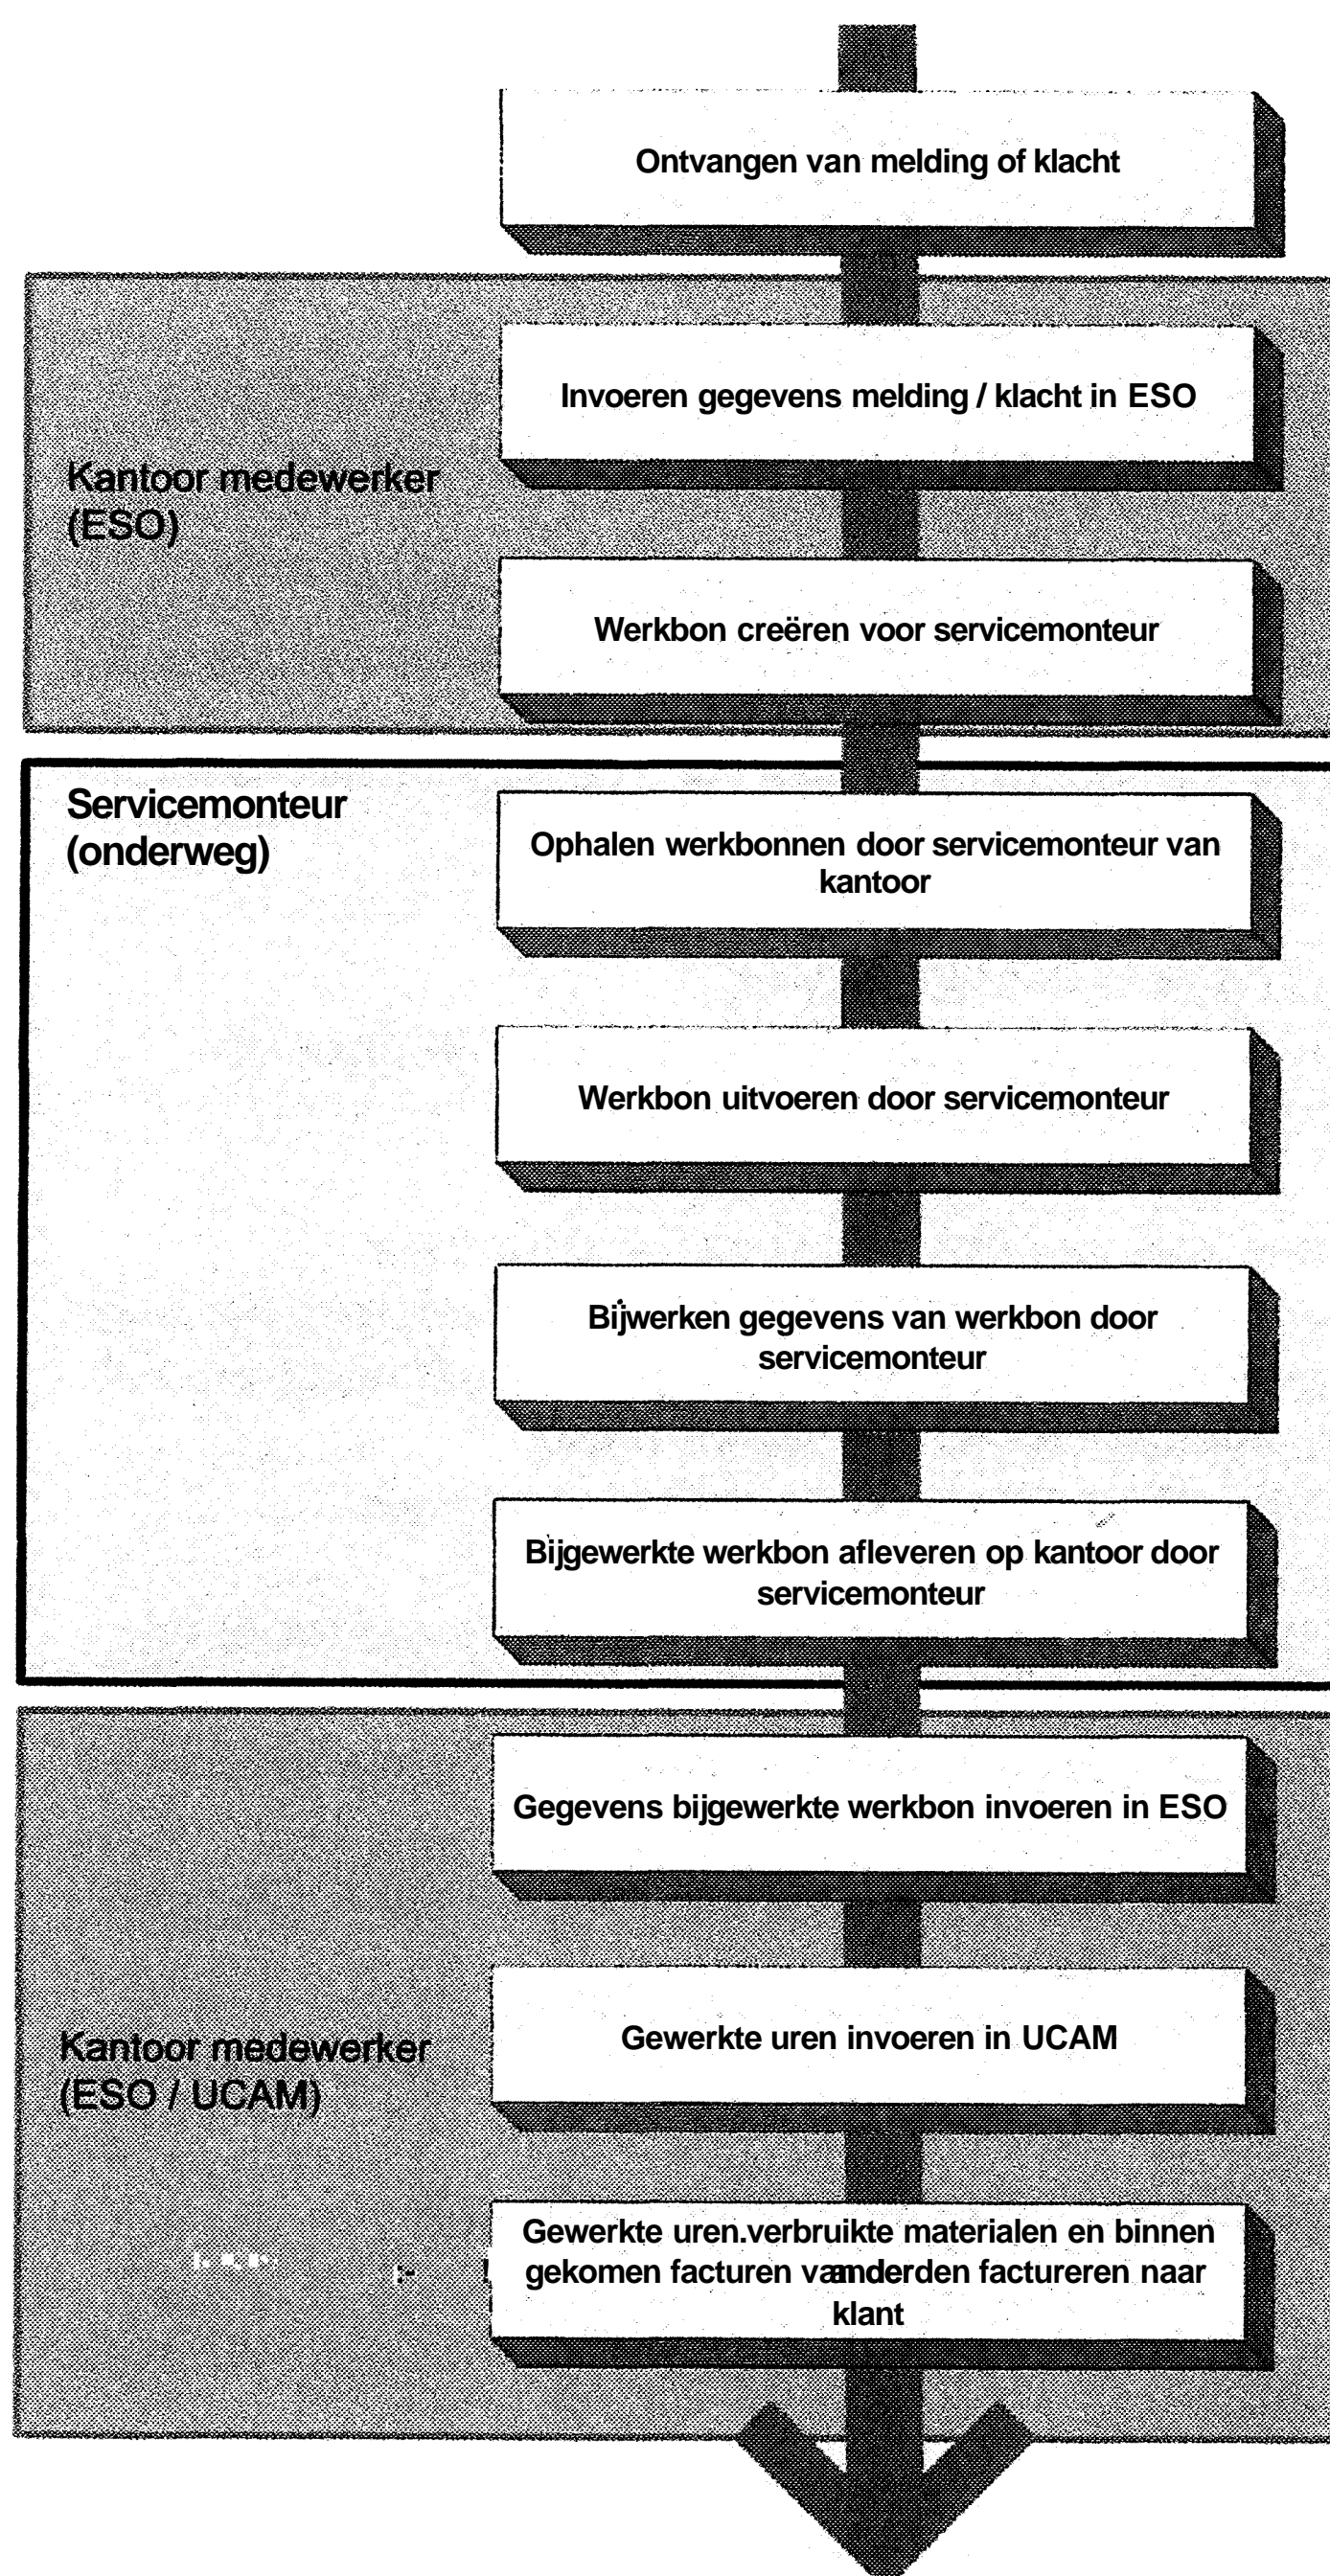 Ontvangen van melding of klacht
Invoeren gegevens melding / klacht in ESO
Kantoor medewerker
(ESO)
Werkbon creëren voor servicemonteur
Servicemonteur
(onderweg)
Ophalen werkbonnen door servicemonteur van
kantoor
Werkbon uitvoeren door servicemonteur
Bijwerken gegevens van werkbon door
servicemonteur
Bijgewerkte werkbon afleveren op kantoor door
servicemonteur
Gegevens bijgewerkte werkbon invoeren in ESO
Kantoor medewerker
(ESO / UCAM)
Gewerkte uren invoeren in UCAM
Gewerkte uren.verbruikte materialen en binnen
gekomen facturen van derden factureren naar
klant